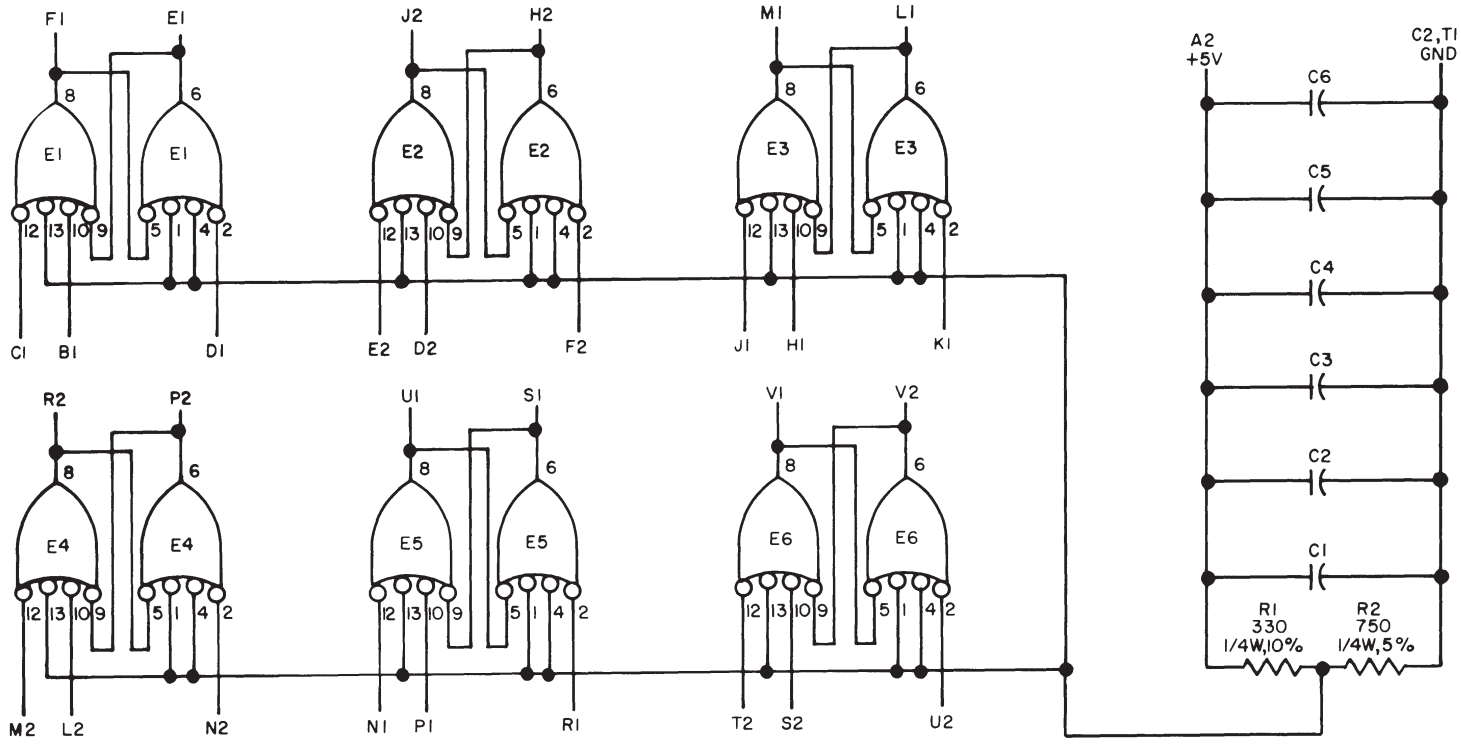 F1 E1 J2 H2 M1 L1
8 6 8 6 8 6
E1 E1 E2 E2 E3 E3
12 13 10 9 5 1 4 2 12 13 10 9 5 1 4 2 12 13 10 9 5 1 4 2
C1 B1 D1 E2 D2 F2 J1 H1 K1
R2 P2 U1 S1 V1 V2
8 6 8 6 8 6
E4 E4 E5 E5 E6 E6
12 13 10 9 5 1 4 2 12 13 10 9 5 1 4 2 12 13 10 9 5 1 4 2
M2 L2 N2 N1 P1 R1 T2 S2 U2
A2
+5V
C2,T1
GND
C6
C5
C4
C3
C2
C1
R1
330
1/4W,10%
R2
750
1/4W,5%